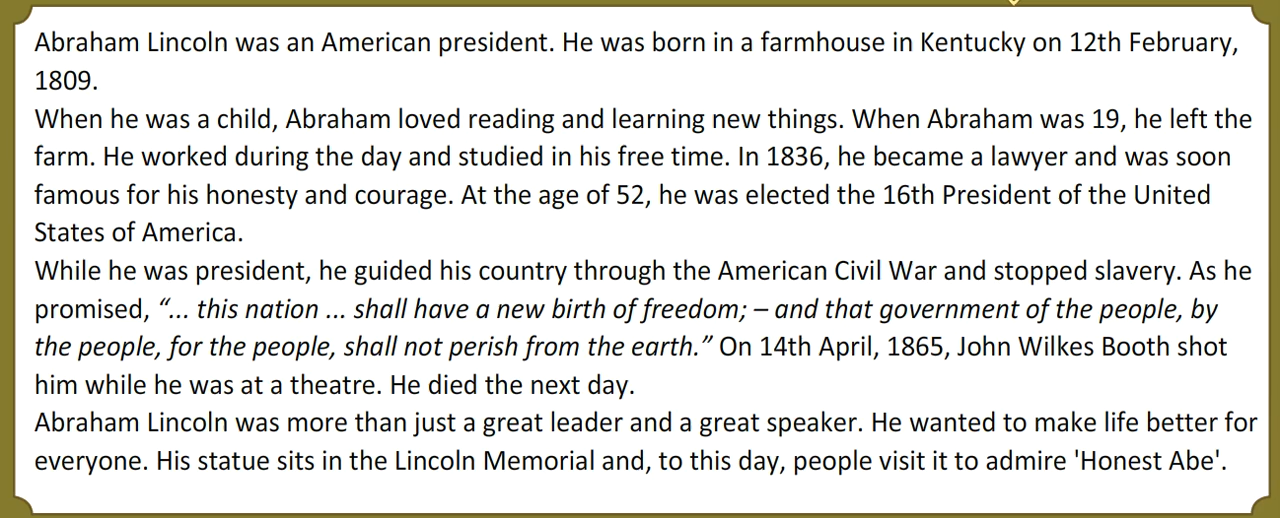 Abraham Lincoln was an American president. He was born in a farmhouse in Kentucky on 12th February,
1809.
When he was a child, Abraham loved reading and learning new things. When Abraham was 19, he left the
farm. He worked during the day and studied in his free time. In 1836, he became a lawyer and was soon
famous for his honesty and courage. At the age of 52, he was elected the 16th President of the United
States of America.
While he was president, he guided his country through the American Civil War and stopped slavery. As he
promised, “... this nation ... shall have a new birth of freedom; – and that government of the people, by
the people, for the people, shall not perish from the earth.” On 14th April, 1865, John Wilkes Booth shot
him while he was at a theatre. He died the next day.
Abraham Lincoln was more than just a great leader and a great speaker. He wanted to make life better for
everyone. His statue sits in the Lincoln Memorial and, to this day, people visit it to admire 'Honest Abe'.